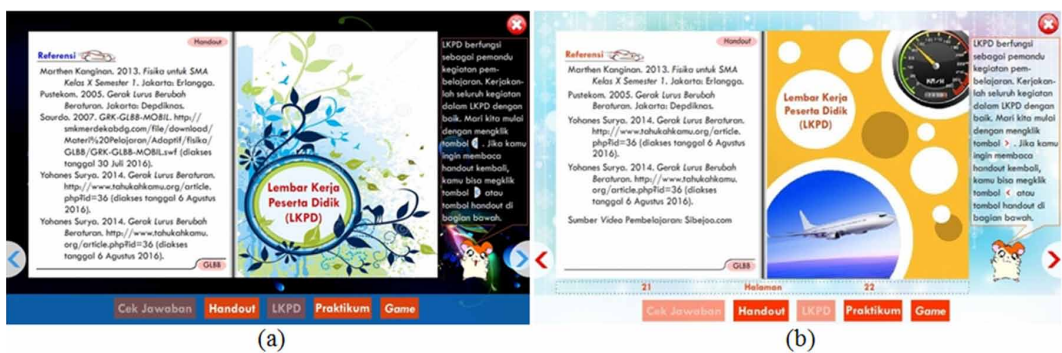 Handout
Referensi
Marthen Kanginan. 2013. Fisika untuk SMA
Kelas X Semester 1. Jakarta: Erlangga.
Pustekom. 2005. Gerak Lurus Berubah
Beraturan. Jakarta: Depdiknas.
Saurdo. 2007. GRK-GLBB-MOBIL. http://
smkmerdekabdg.com/file/download/
Materi%20Pelajaran/Adaptif/fisika/
GLBB/GRK-GLBB-MOBIL.swf (diakses
tanggal 30 Juli 2016).
Yohanes Surya. 2014. Gerak Lurus Beraturan.
http://www.tahukahkamu.org/article.
php?id=36 (diakses tanggal 6 Agustus
2016).
Yohanes Surya. 2014. Gerak Lurus Berubah
Beraturan. http://www.tahukahkamu.
org/article.php?id=36 (diakses
tanggal 6 Agustus 2016).
GLBB
Lembar Kerja
Peserta Didik
(LKPD)
LKPD berfungsi
sebagai pemandu
kegiatan pem-
belajaran. Kerjakan-
lah seluruh kegiatan
dalam LKPD dengan
baik. Mari kita mulai
dengan mengklik
tombol . Jika kamu
ingin membaca
handout kembali,
kamu bisa megklik
tombol atau
tombol handout di
bagian bawah.
Cek Jawaban Handout LKPD Praktikum Game
(a)
Handout
Referensi
Marthen Kanginan. 2013. Fisika untuk SMA
Kelas X Semester 1. Jakarta: Erlangga.
Pustekom. 2005. Gerak Lurus Berubah
Beraturan. Jakarta: Depdiknas.
Yohanes Surya. 2014. Gerak Lurus Beraturan.
http://www.tahukahkamu.org/article.
php?id=36 (diakses tanggal 6 Agustus
2016).
Yohanes Surya. 2014. Gerak Lurus Berubah
Beraturan. http://www.tahukahkamu.
org/article.php?id=36 (diakses
tanggal 6 Agustus 2016).
Sumber Video Pembelajaran: Sibejoo.com
GLBB
Lembar Kerja
Peserta Didik
(LKPD)
KM/H
LKPD berfungsi
sebagai pemandu
kegiatan pem-
belajaran. Kerjakan-
lah seluruh kegiatan
dalam LKPD dengan
baik. Mari kita mulai
dengan mengklik
tombol > . Jika kamu
ingin membaca
handout kembali,
kamu bisa megklik
tombol < atau
tombol handout di
bagian bawah.
21 Halaman 22
Cek Jawaban Handout LKPD Praktikum Game
(b)